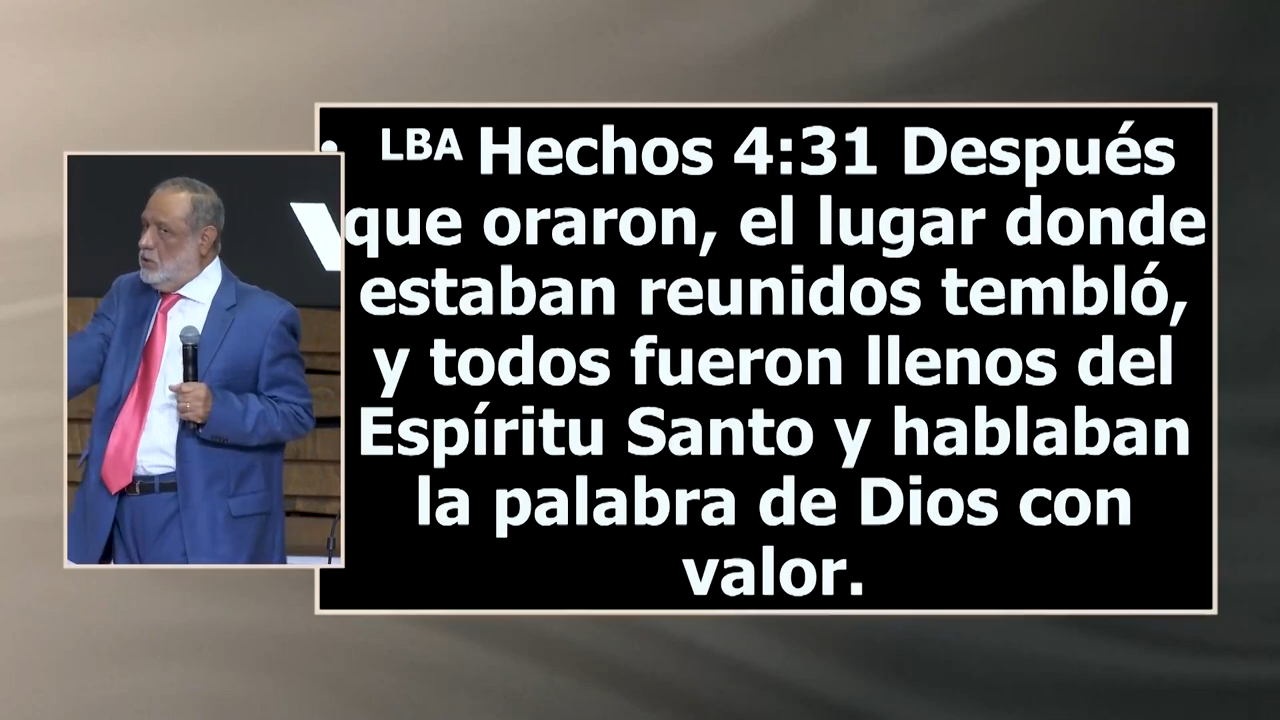 • LBA Hechos 4:31 Después
que oraron, el lugar donde
estaban reunidos tembló,
y todos fueron llenos del
Espíritu Santo y hablaban
la palabra de Dios con
valor.